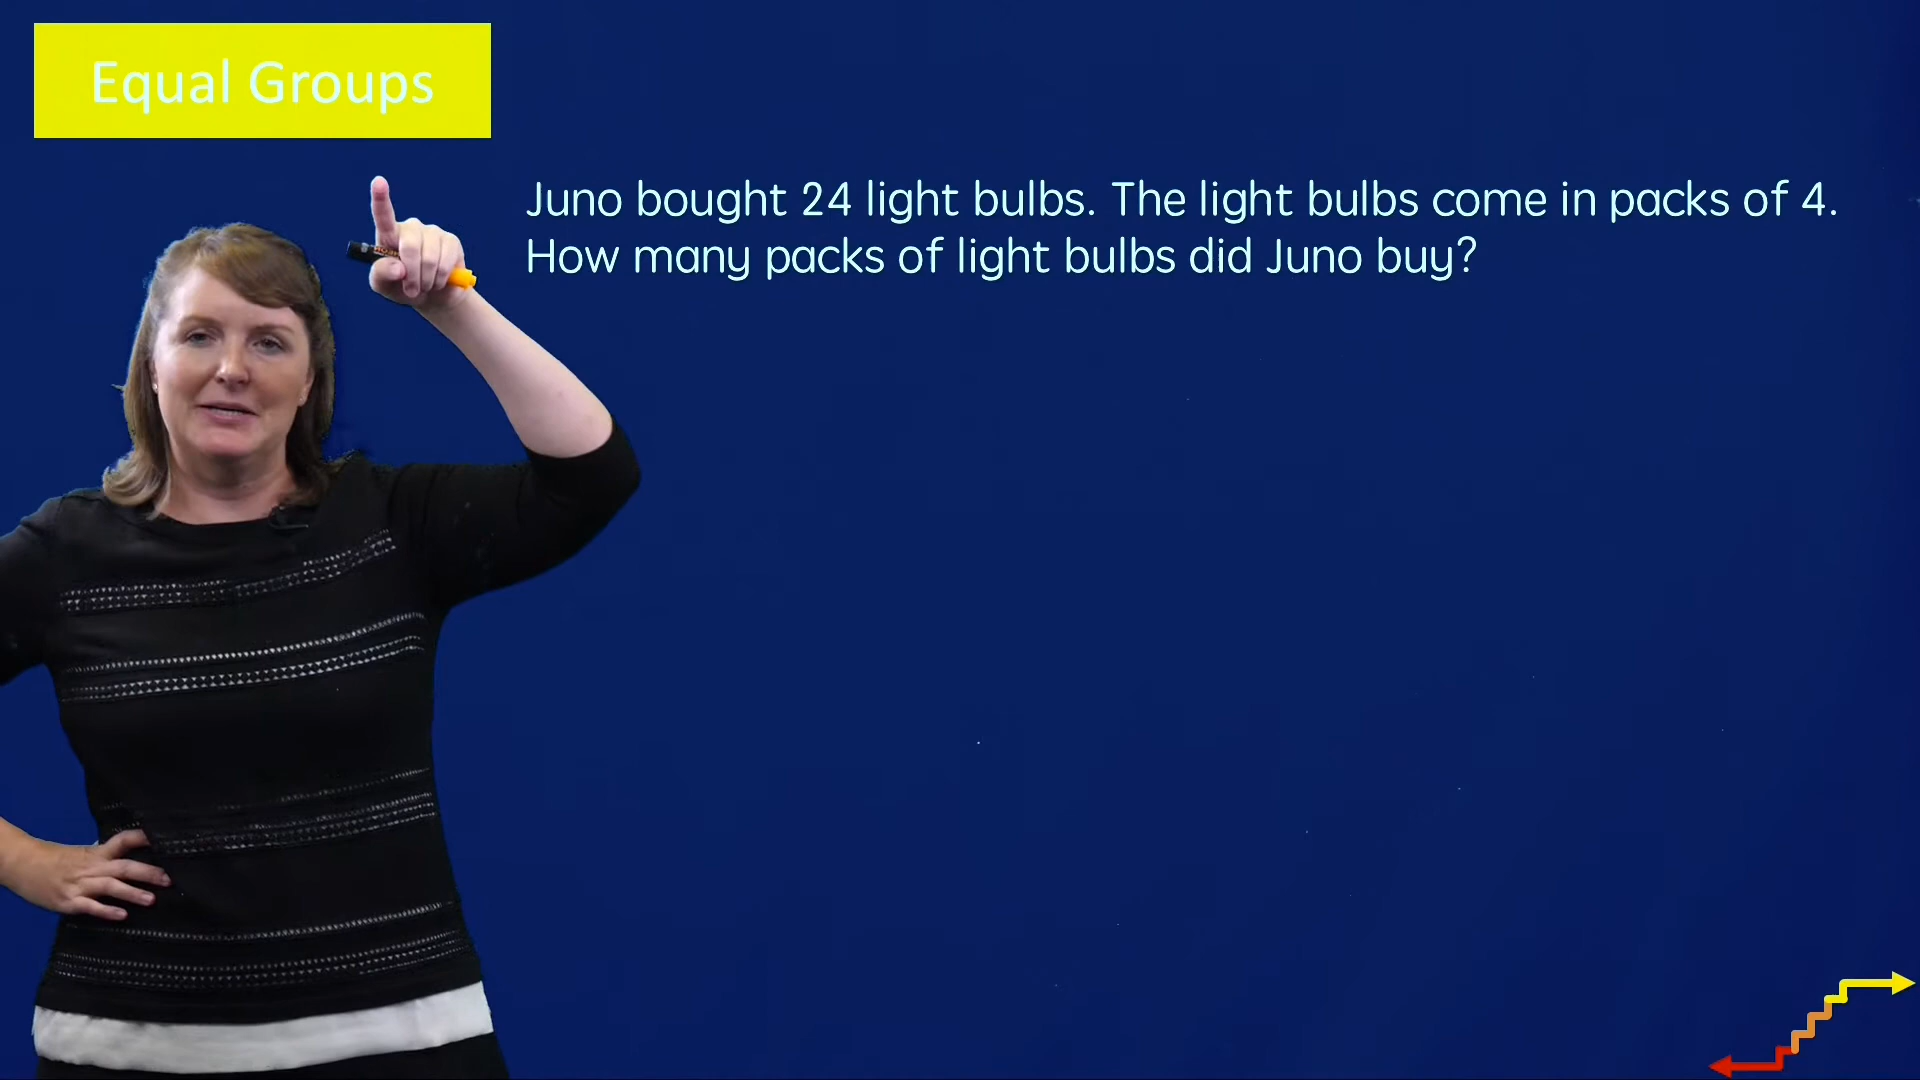 Equal Groups
Juno bought 24 light bulbs. The light bulbs come in packs of 4.
How many packs of light bulbs did Juno buy?